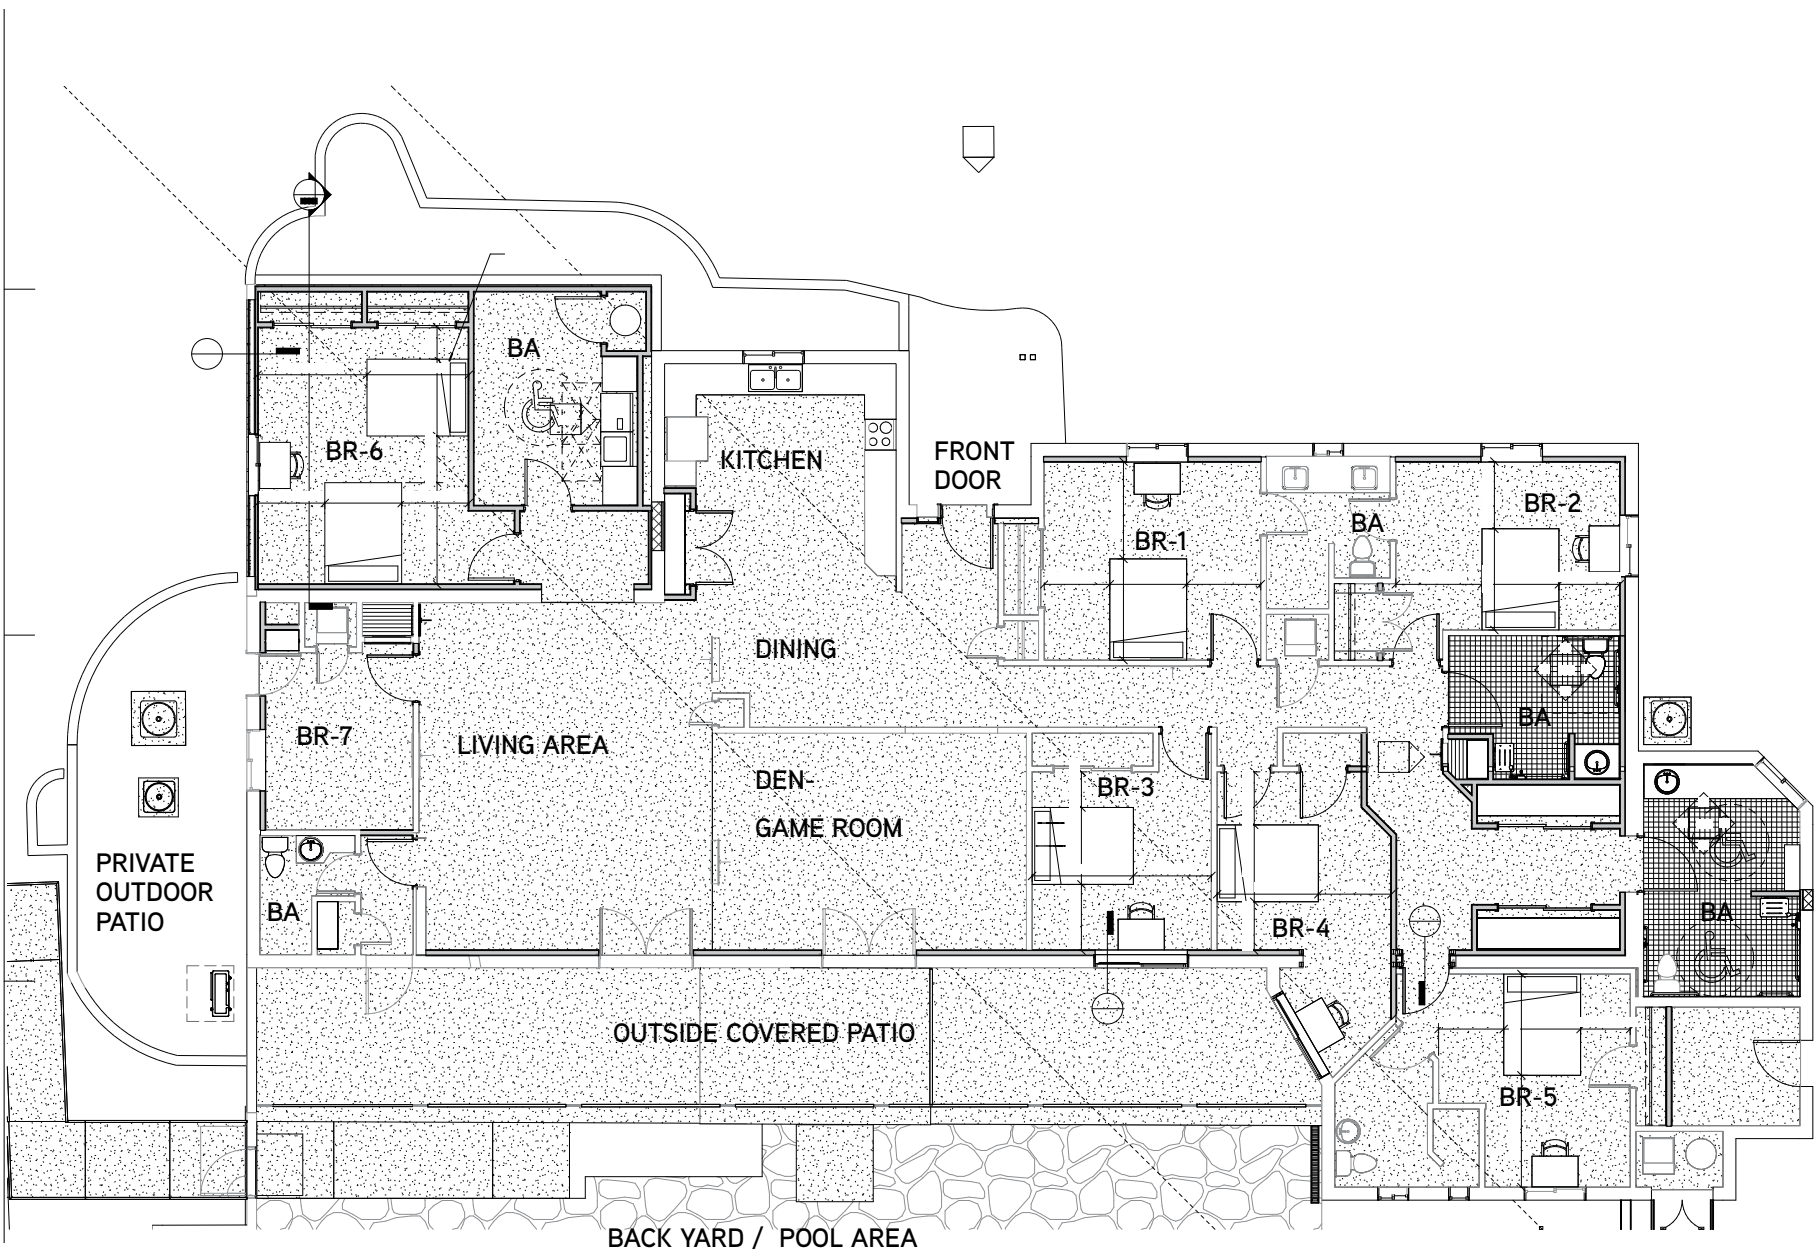 BA
BR-6
KITCHEN
FRONT
DOOR
BR-1
BA
BR-2
DINING
BR-7
LIVING AREA
BA
DEN-
GAME ROOM
BR-3
PRIVATE
OUTDOOR
PATIO
BA
BR-4
BA
OUTSIDE COVERED PATIO
BR-5
BACK YARD / POOL AREA